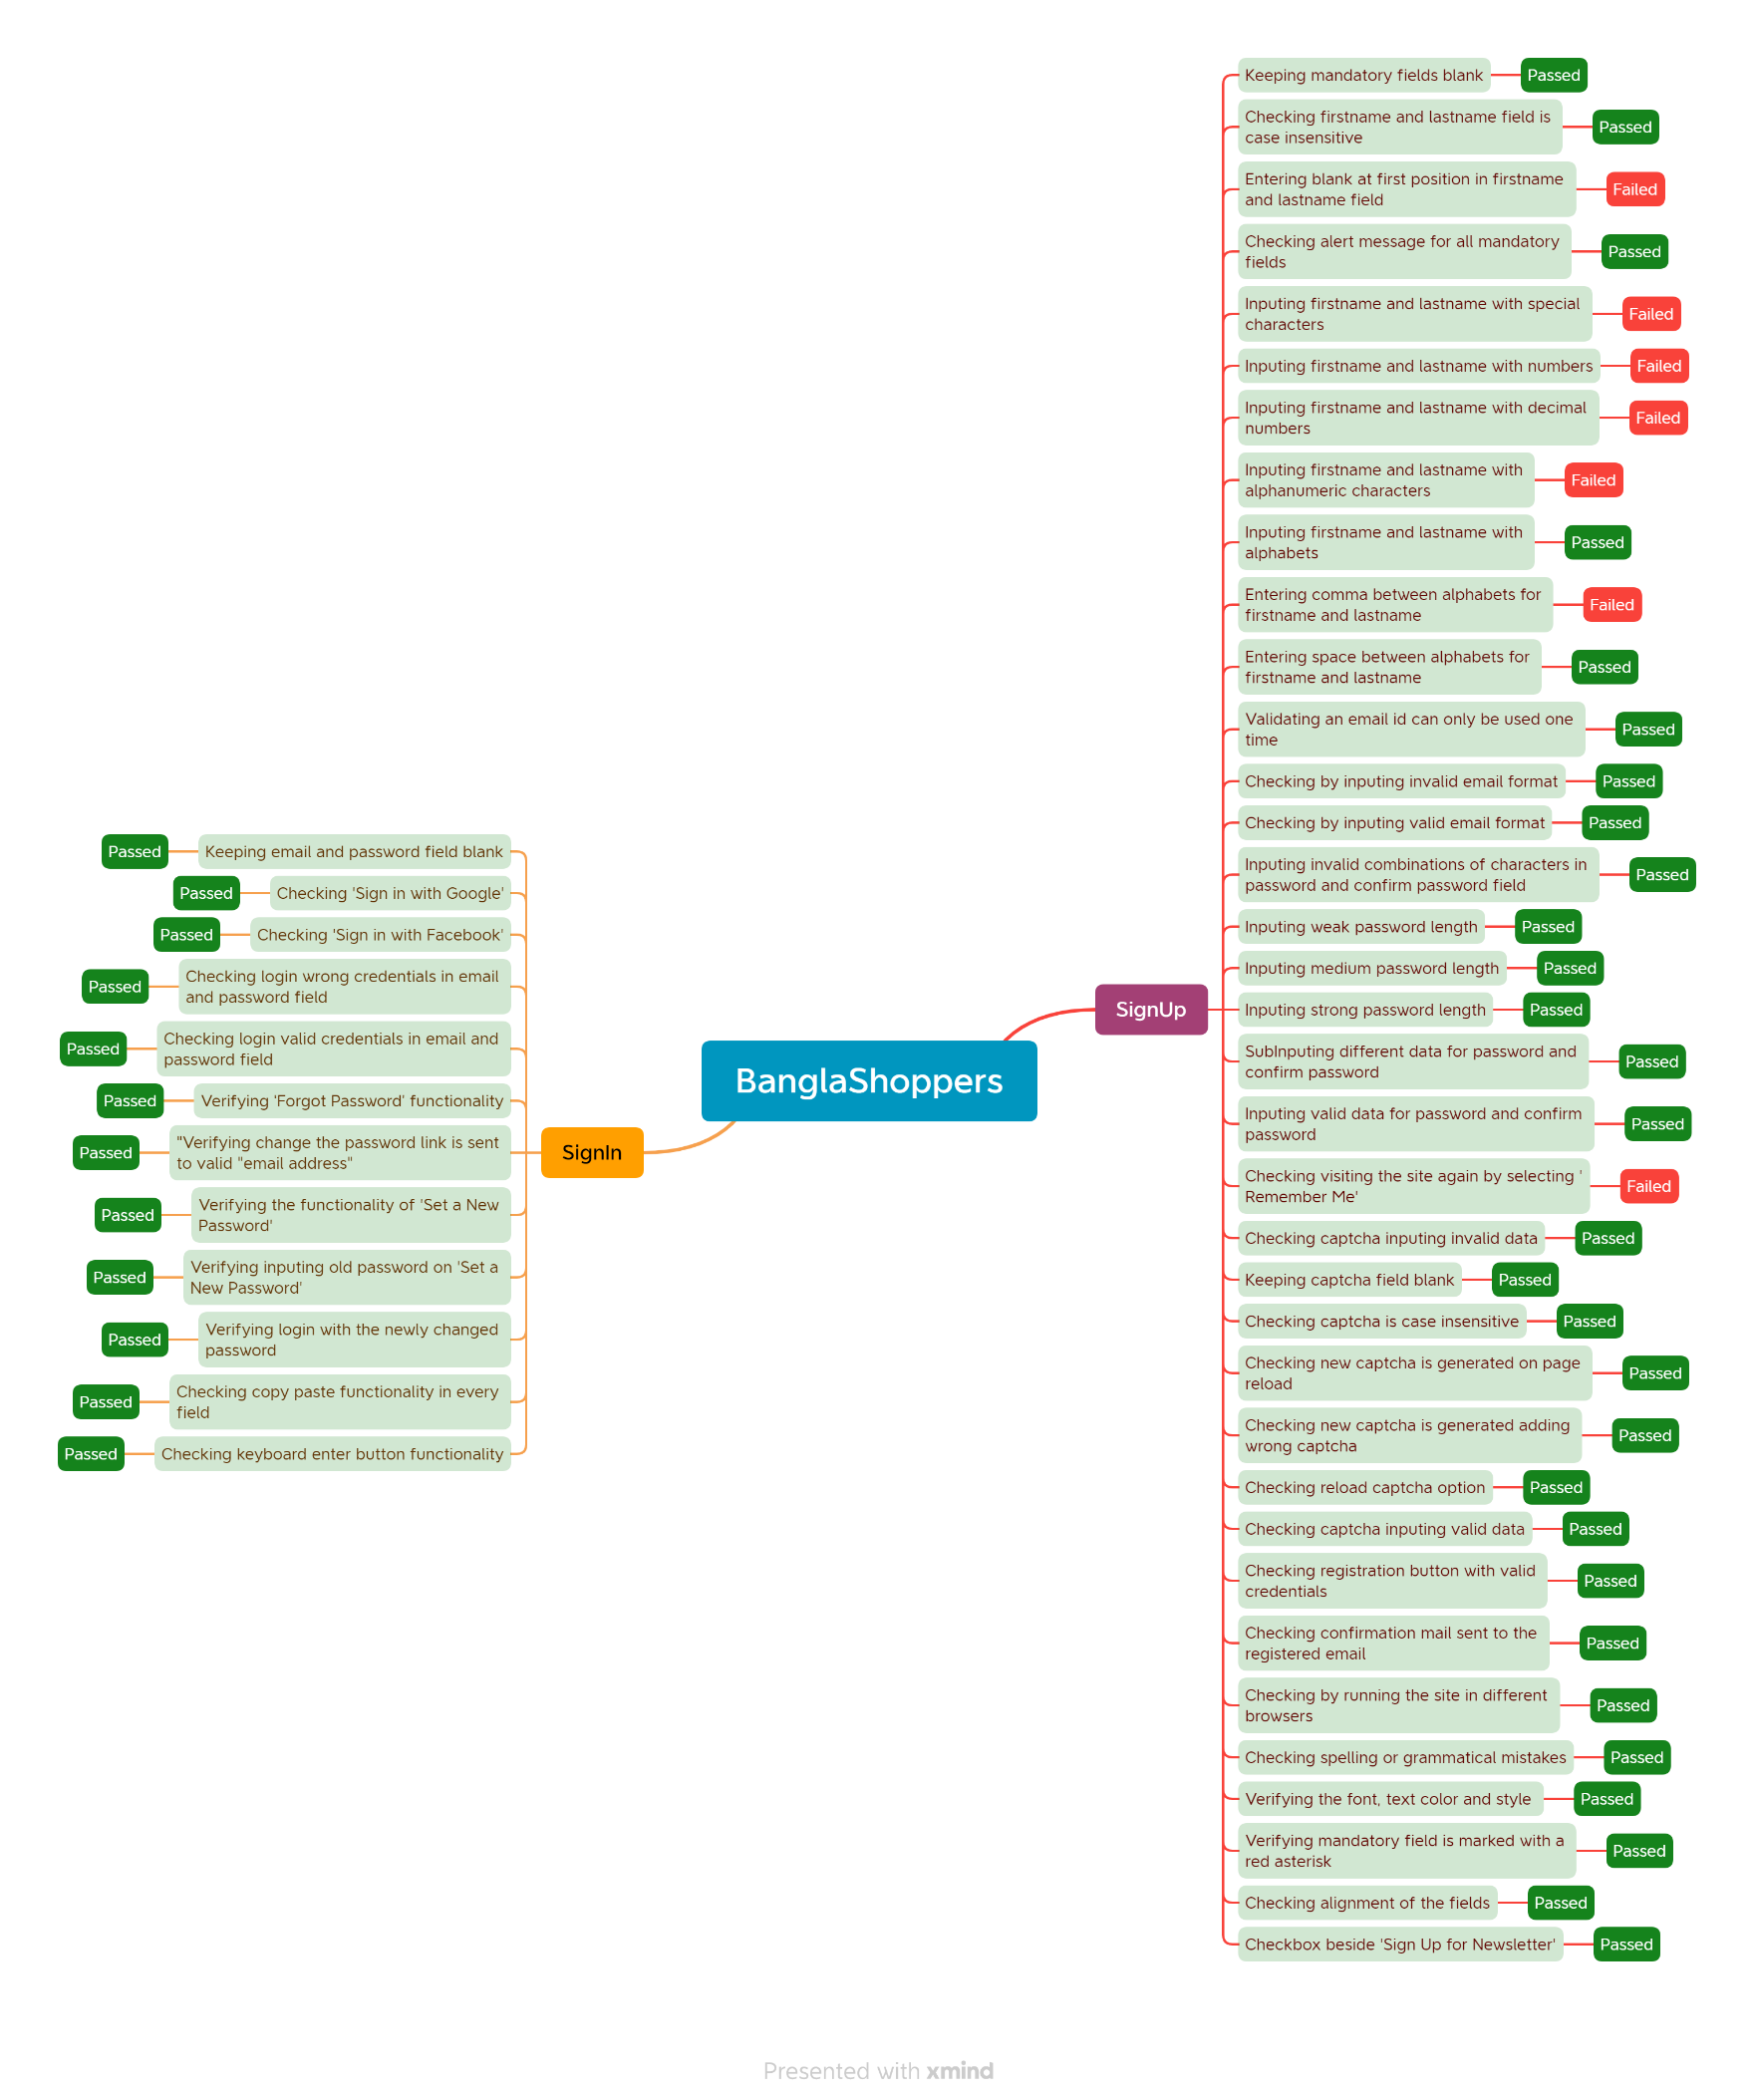 BanglaShoppers
SignUp
Keeping mandatory fields blank
Passed
Checking firstname and lastname field is
case insensitive
Passed
Entering blank at first position in firstname
and lastname field
Failed
Checking alert message for all mandatory
fields
Passed
Inputing firstname and lastname with special
characters
Failed
Inputing firstname and lastname with numbers
Failed
Inputing firstname and lastname with decimal
numbers
Failed
Inputing firstname and lastname with
alphanumeric characters
Failed
Inputing firstname and lastname with
alphabets
Passed
Entering comma between alphabets for
firstname and lastname
Failed
Entering space between alphabets for
firstname and lastname
Passed
Validating an email id can only be used one
time
Passed
Checking by inputing invalid email format
Passed
Checking by inputing valid email format
Passed
Inputing invalid combinations of characters in
password and confirm password field
Passed
Inputing weak password length
Passed
Inputing medium password length
Passed
Inputing strong password length
Passed
SubInputing different data for password and
confirm password
Passed
Inputing valid data for password and confirm
password
Passed
Checking visiting the site again by selecting '
Remember Me'
Failed
Checking captcha inputing invalid data
Passed
Keeping captcha field blank
Passed
Checking captcha is case insensitive
Passed
Checking new captcha is generated on page
reload
Passed
Checking new captcha is generated adding
wrong captcha
Passed
Checking reload captcha option
Passed
Checking captcha inputing valid data
Passed
Checking registration button with valid
credentials
Passed
Checking confirmation mail sent to the
registered email
Passed
Checking by running the site in different
browsers
Passed
Checking spelling or grammatical mistakes
Passed
Verifying the font, text color and style
Passed
Verifying mandatory field is marked with a
red asterisk
Passed
Checking alignment of the fields
Passed
Checkbox beside 'Sign Up for Newsletter'
Passed
SignIn
Keeping email and password field blank
Passed
Checking 'Sign in with Google'
Passed
Checking 'Sign in with Facebook'
Passed
Checking login wrong credentials in email
and password field
Passed
Checking login valid credentials in email and
password field
Passed
Verifying 'Forgot Password' functionality
Passed
"Verifying change the password link is sent
to valid "email address"
Passed
Verifying the functionality of 'Set a New
Password'
Passed
Verifying inputing old password on 'Set a
New Password'
Passed
Verifying login with the newly changed
password
Passed
Checking copy paste functionality in every
field
Passed
Checking keyboard enter button functionality
Passed
Presented with xmind